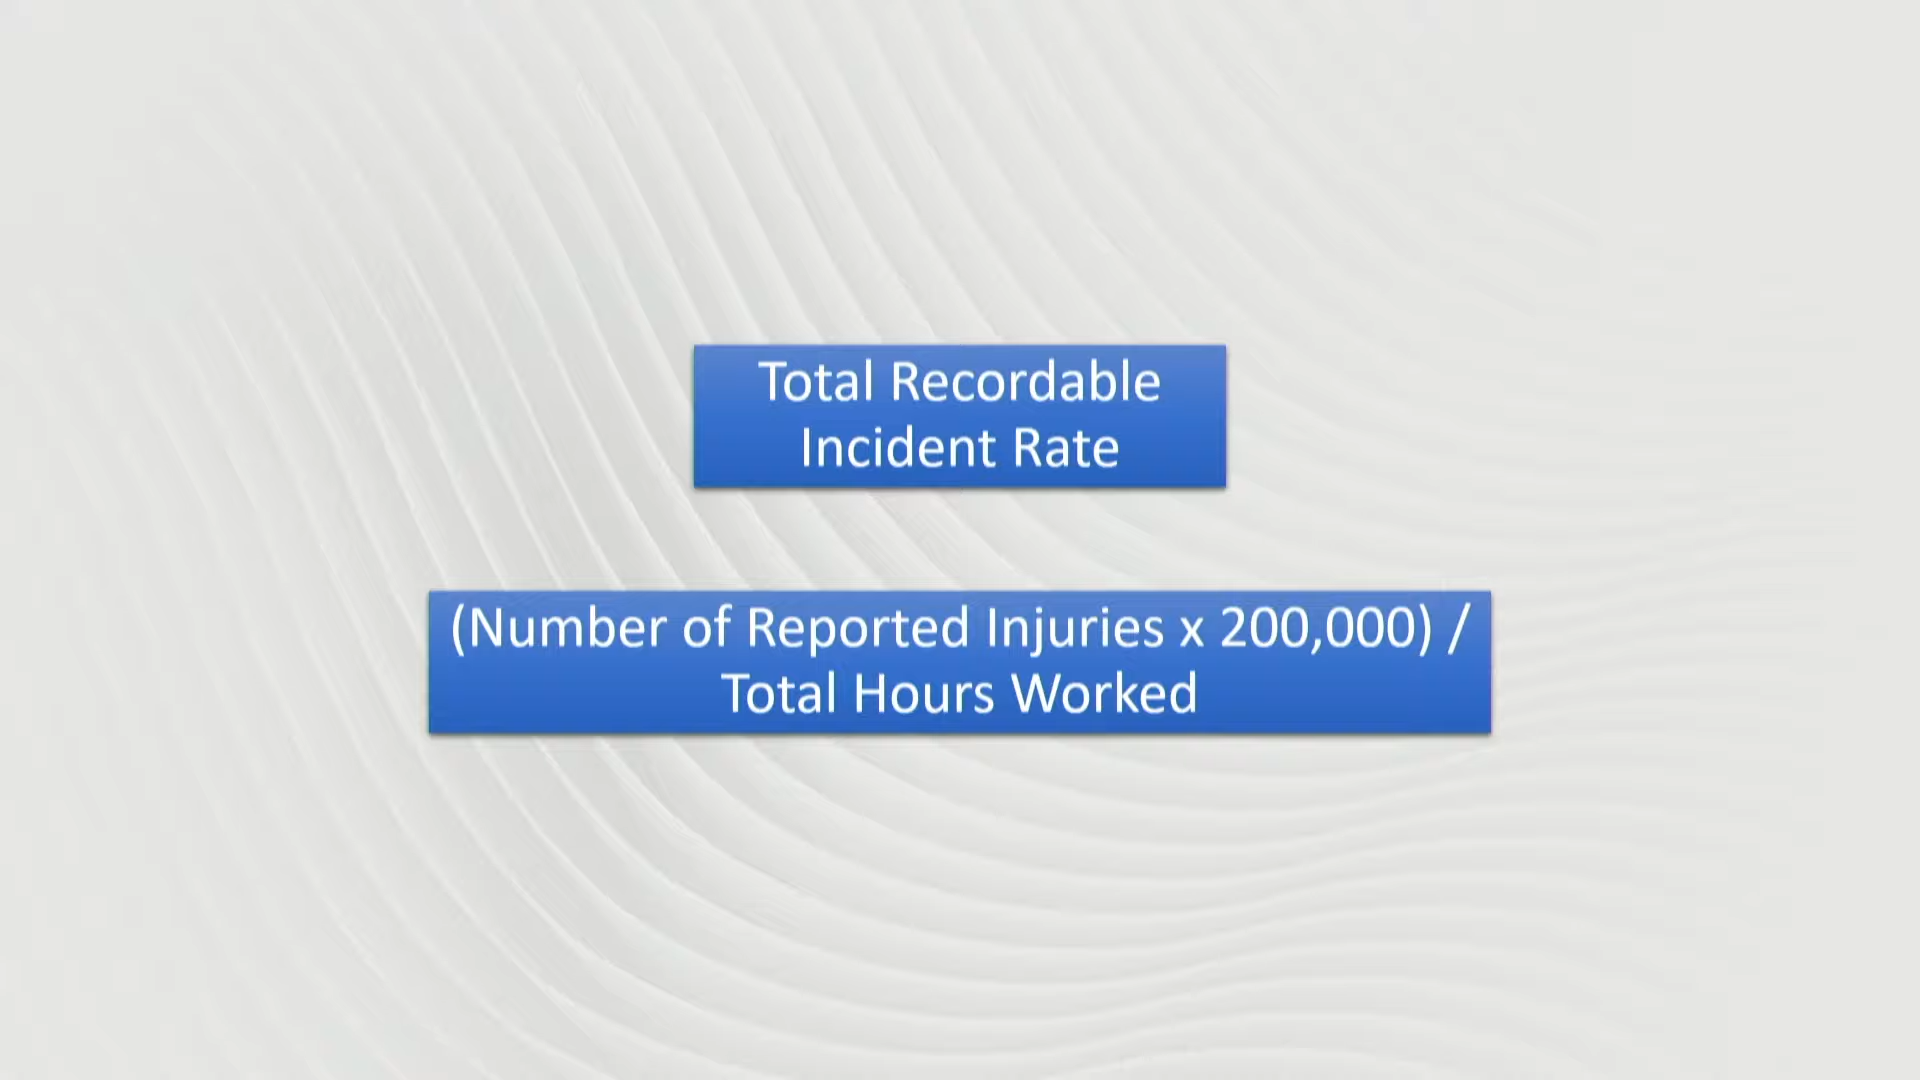 Total Recordable
Incident Rate
(Number of Reported Injuries x 200,000) /
Total Hours Worked